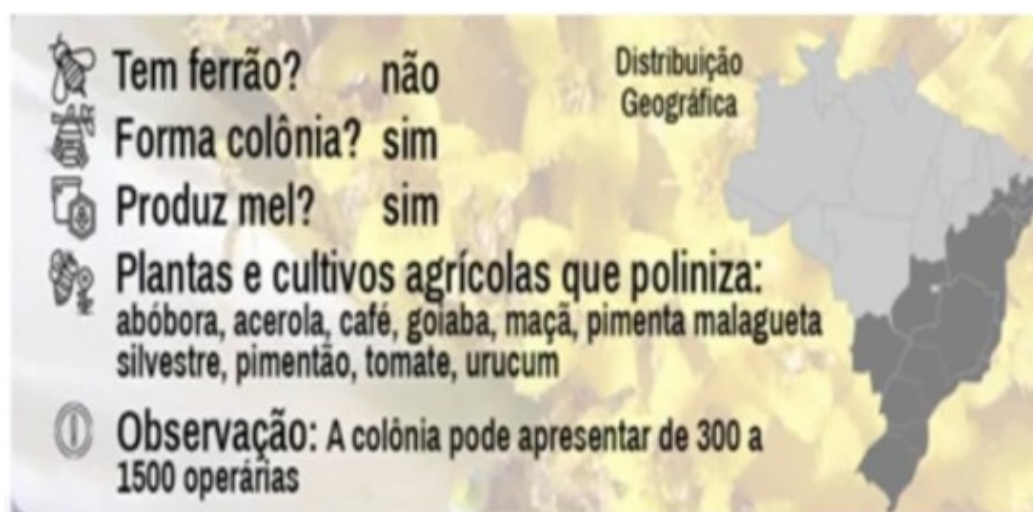 Tem ferrão? não
Forma colônia? sim
Produz mel? sim
Plantas e cultivos agrícolas que poliniza:
abóbora, acerola, café, goiaba, maçã, pimenta malagueta
silvestre, pimentão, tomate, urucum
Observação: A colônia pode apresentar de 300 a
1500 operárias
Distribuição
Geográfica